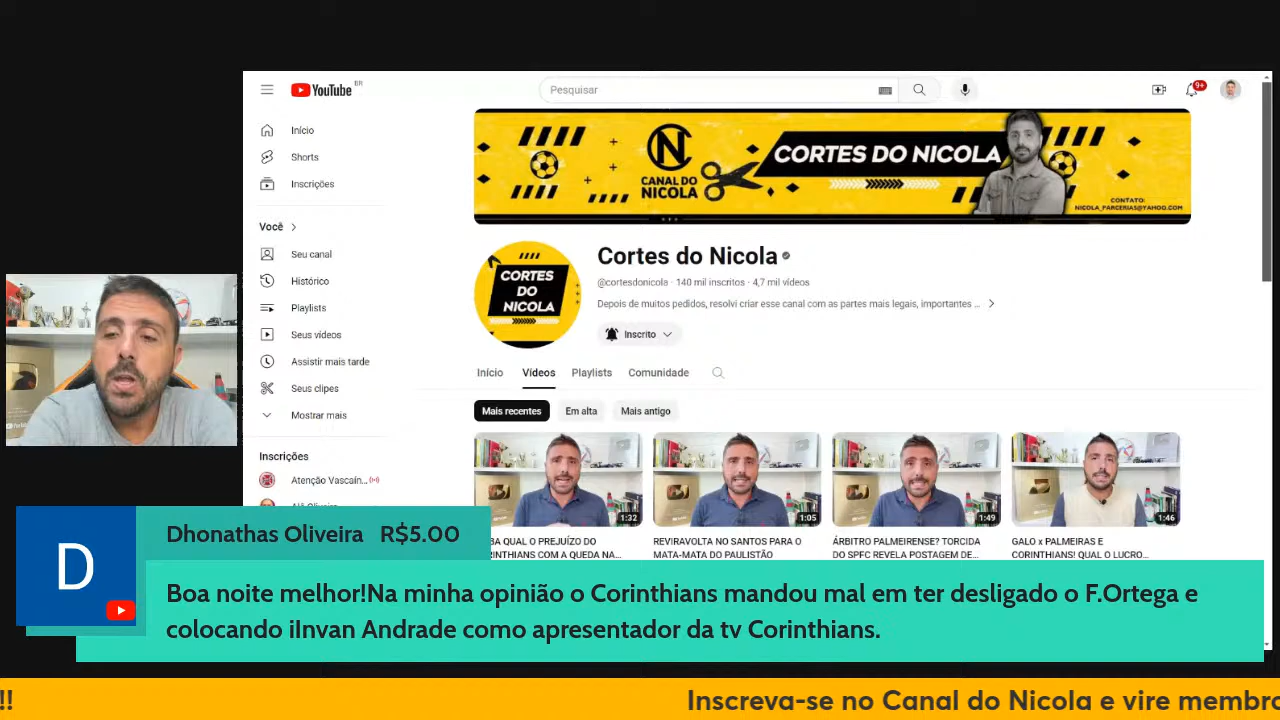 YouTube BR
Pesquisar
9+
Início
Shorts
Inscrições
Você
Seu canal
Histórico
Playlists
Seus vídeos
Assistir mais tarde
Seus clipes
Mostrar mais
Inscrições
Atenção Vascaín...
CANAL DO
NICOLA
CORTES DO NICOLA
CONTATO:
NICOLA_PARCERIAS@YAHOO.COM
CORTES
DO
NICOLA
Cortes do Nicola
@cortesdonicola · 140 mil inscritos · 4,7 mil vídeos
Depois de muitos pedidos, resolvi criar esse canal com as partes mais legais, importantes ...
Inscrito
Início Vídeos Playlists Comunidade
Mais recentes Em alta Mais antigo
1:32 1:05 1:49 1:46
BA QUAL O PREJUÍZO DO
RINTHIANS COM A QUEDA NA...
REVIRAVOLTA NO SANTOS PARA O
MATA-MATA DO PAULISTÃO
ÁRBITRO PALMEIRENSE? TORCIDA
DO SPFC REVELA POSTAGEM DE...
GALO x PALMEIRAS E
CORINTHIANS! QUAL O LUCRO...
D
Dhonathas Oliveira R$5.00
Boa noite melhor!Na minha opinião o Corinthians mandou mal em ter desligado o F.Ortega e
colocando iInvan Andrade como apresentador da tv Corinthians.
!! Inscreva-se no Canal do Nicola e vire membro